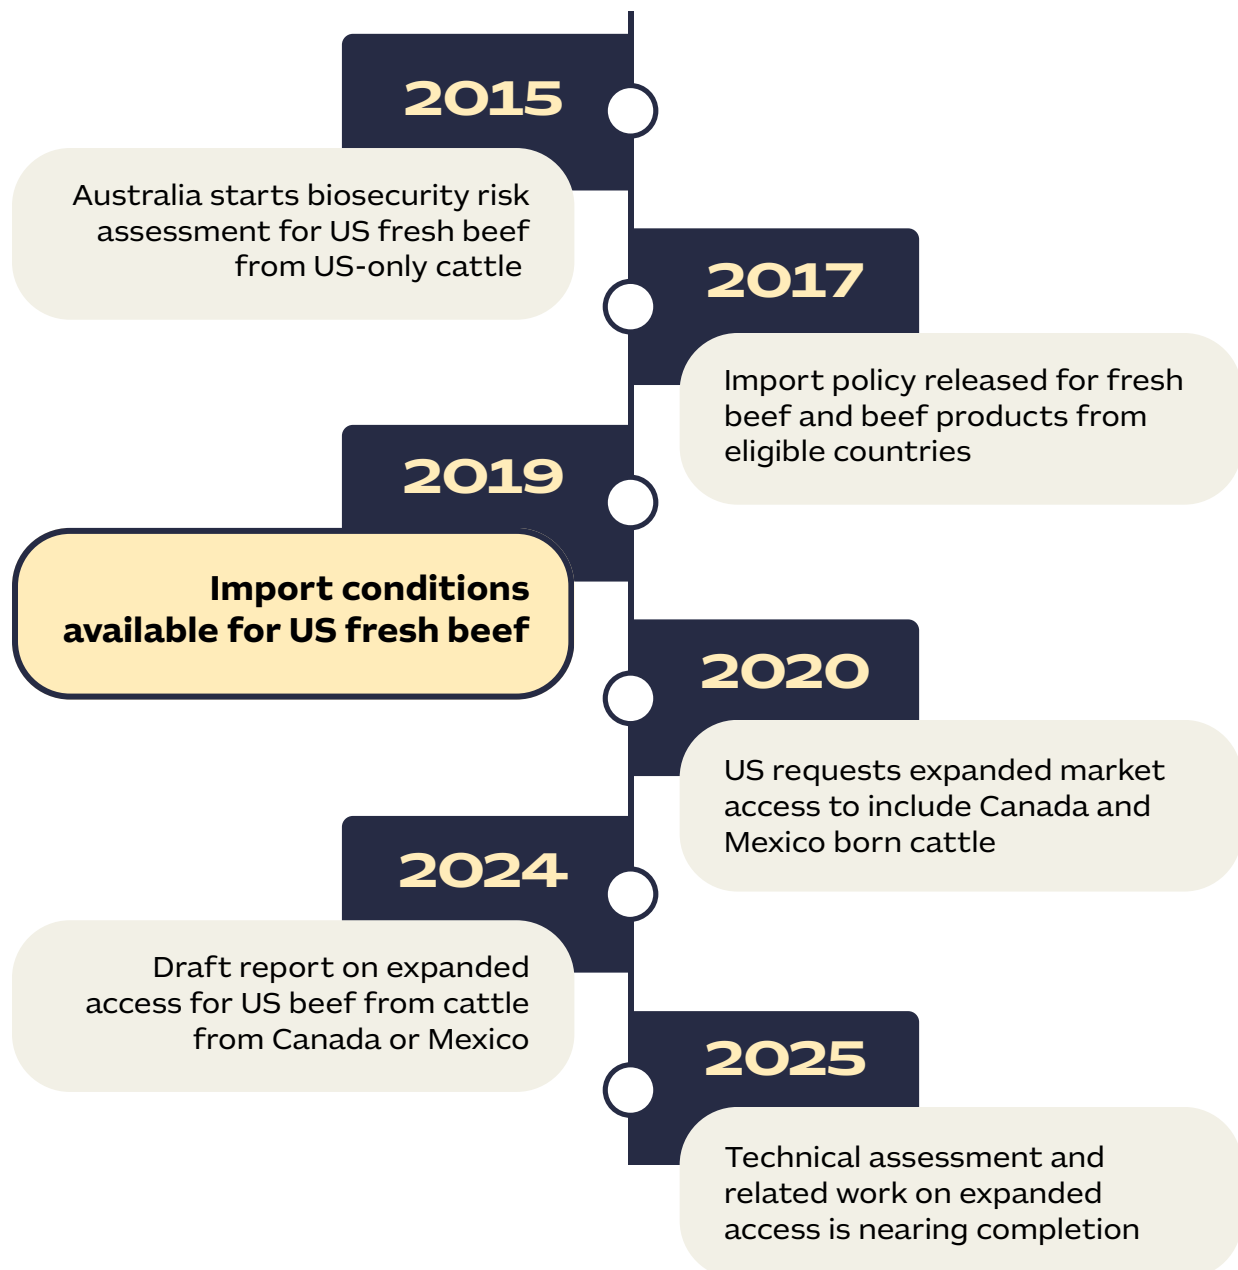 2015
Australia starts biosecurity risk
assessment for US fresh beef
from US-only cattle
2017
Import policy released for fresh
beef and beef products from
eligible countries
2019
Import conditions
available for US fresh beef
2020
US requests expanded market
access to include Canada and
Mexico born cattle
2024
Draft report on expanded
access for US beef from cattle
from Canada or Mexico
2025
Technical assessment and
related work on expanded
access is nearing completion